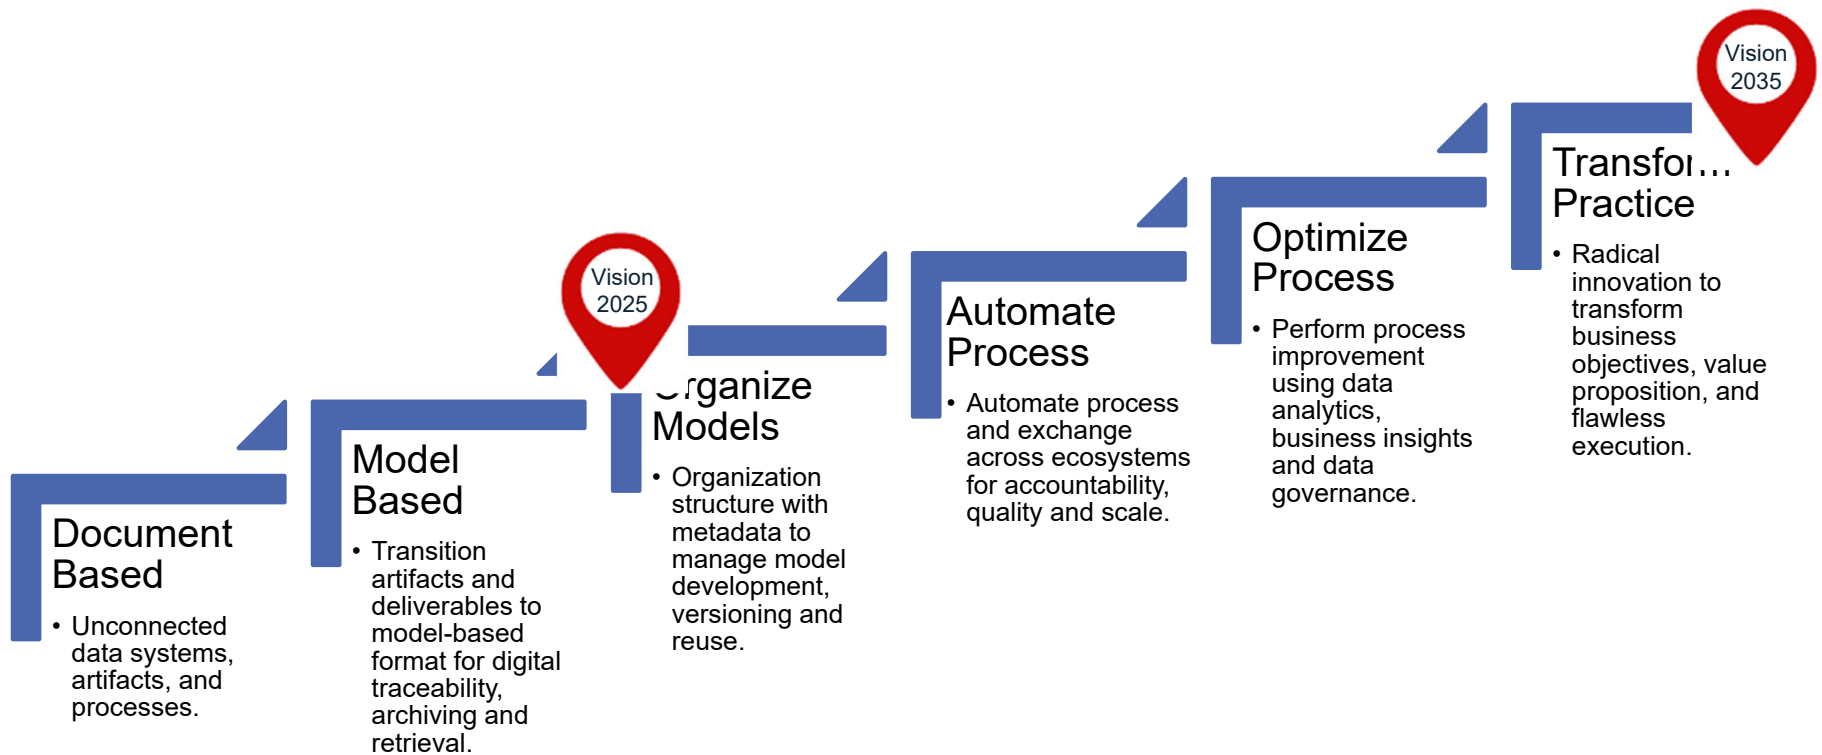 Document
Based
• Unconnected
data systems,
artifacts, and
processes.
Model
Based
• Transition
artifacts and
deliverables to
model-based
format for digital
traceability,
archiving and
retrieval.
Vision
2025
Organize
Models
• Organization
structure with
metadata to
manage model
development,
versioning and
reuse.
Automate
Process
• Automate process
and exchange
across ecosystems
for accountability,
quality and scale.
Optimize
Process
• Perform process
improvement
using data
analytics,
business insights
and data
governance.
Vision
2035
Practice
• Radical
innovation to
transform
business
objectives, value
proposition, and
flawless
execution.